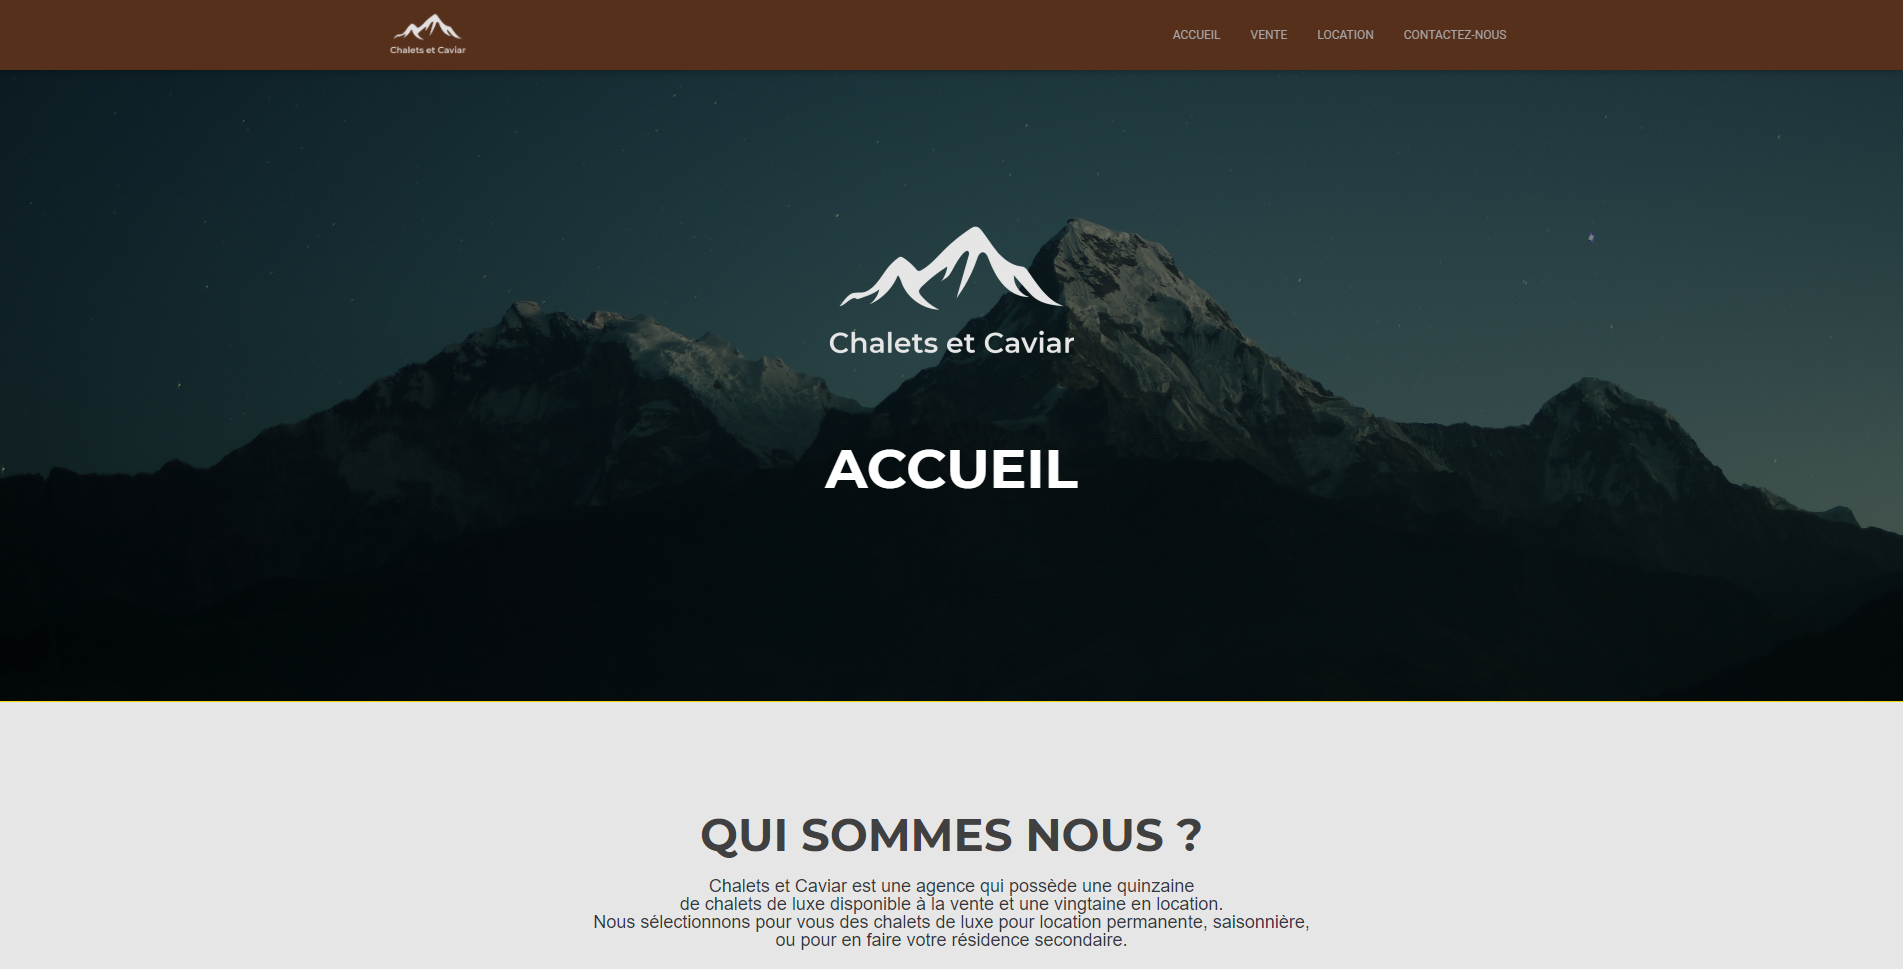 Chalets et Caviar
ACCUEIL VENTE LOCATION CONTACTEZ-NOUS
Chalets et Caviar
ACCUEIL
QUI SOMMES NOUS ?
Chalets et Caviar est une agence qui possède une quinzaine
de chalets de luxe disponible à la vente et une vingtaine en location.
Nous sélectionnons pour vous des chalets de luxe pour location permanente, saisonnière,
ou pour en faire votre résidence secondaire.